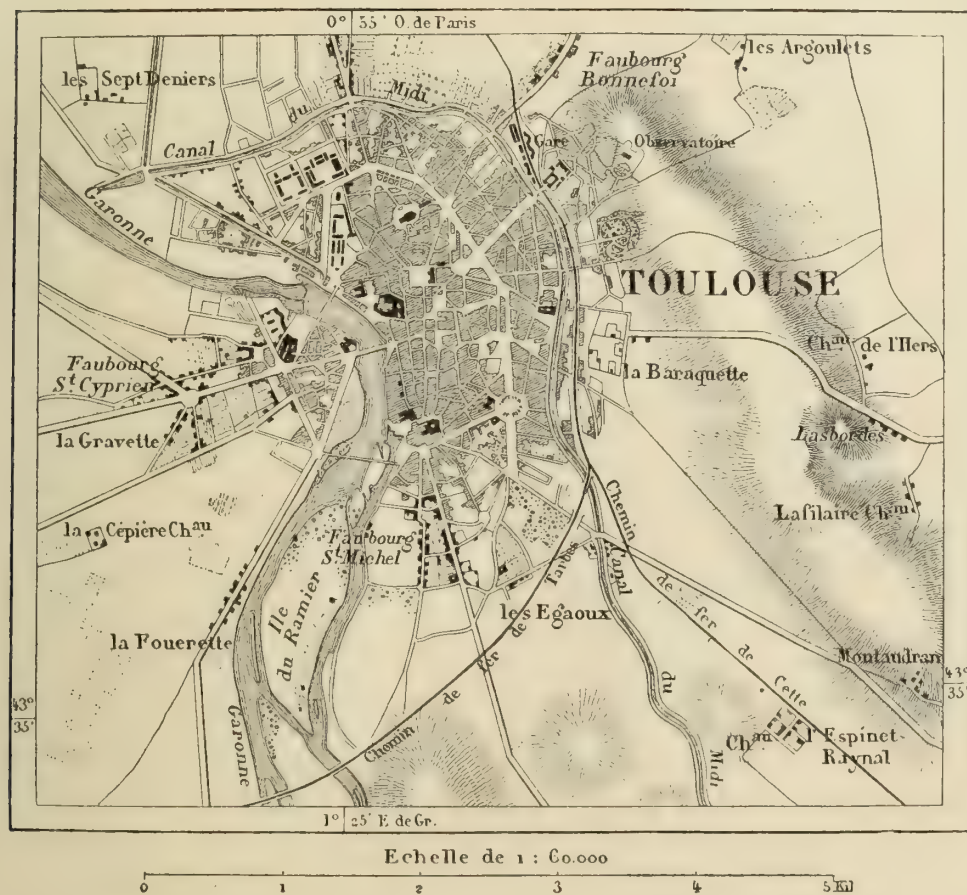 0° 55' O. de Paris
les Argoulets
Faubourg
Bonnefoi
les Sept Deniers
Canal du Midi
Gare
Observatoire
Garonne
TOULOUSE
Chau de l'Hers
Faubourg
St Cyprien
la Baraquette
la Gravette
Lasbordes
Lafilaire Chau
la Cépière Chau
Faubourg
St Michel
Ile
du Ramier
les Egaoux
la Fouerette
Chemin de fer de Tarbes
Chemin de fer de Cette
Canal du Midi
Montaudran
43°
35'
43°
35'
Garonne
Chau l'Espinet-
Raynal
1° 25' E de Gr.
Echelle de 1 : 60.000
0 1 2 3 4 5 Kil